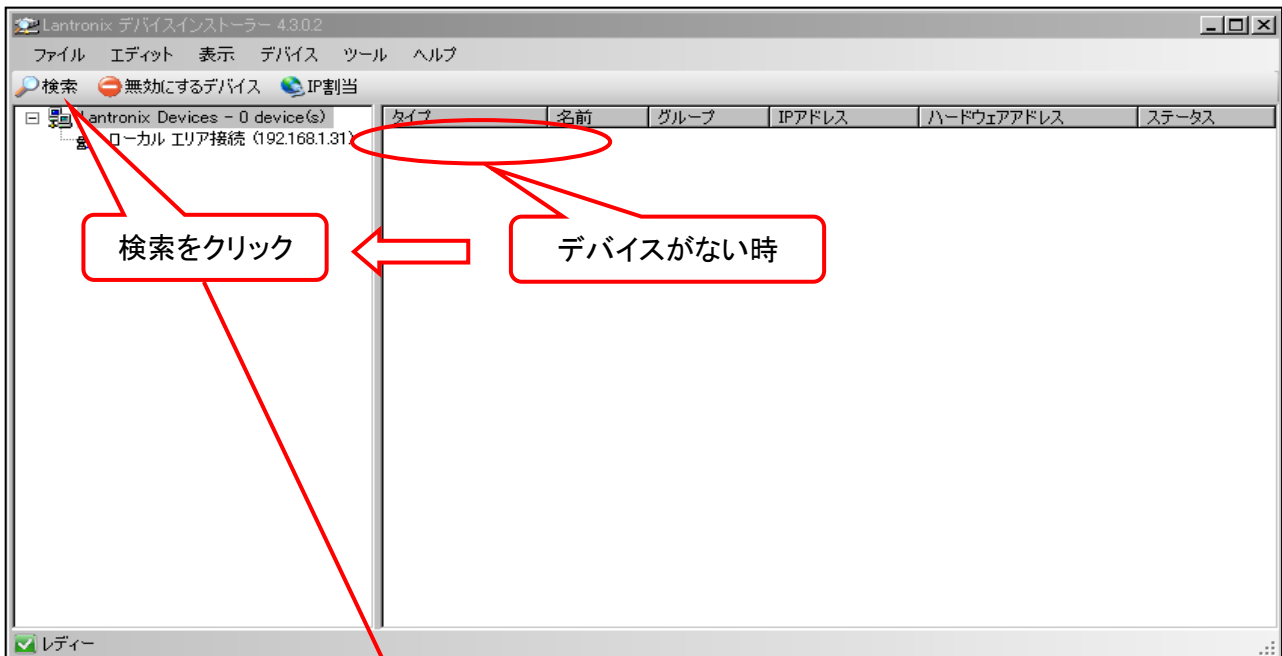 Lantronix デバイスインストーラー 4.3.0.2
ファイル エディット 表示 デバイス ツール ヘルプ
検索 無効にするデバイス IP割当
Lantronix Devices - 0 device(s)
ローカル エリア接続 (192.168.1.31)
タイプ 名前 グループ IPアドレス ハードウェアアドレス ステータス
検索をクリック
デバイスがない時
レディー